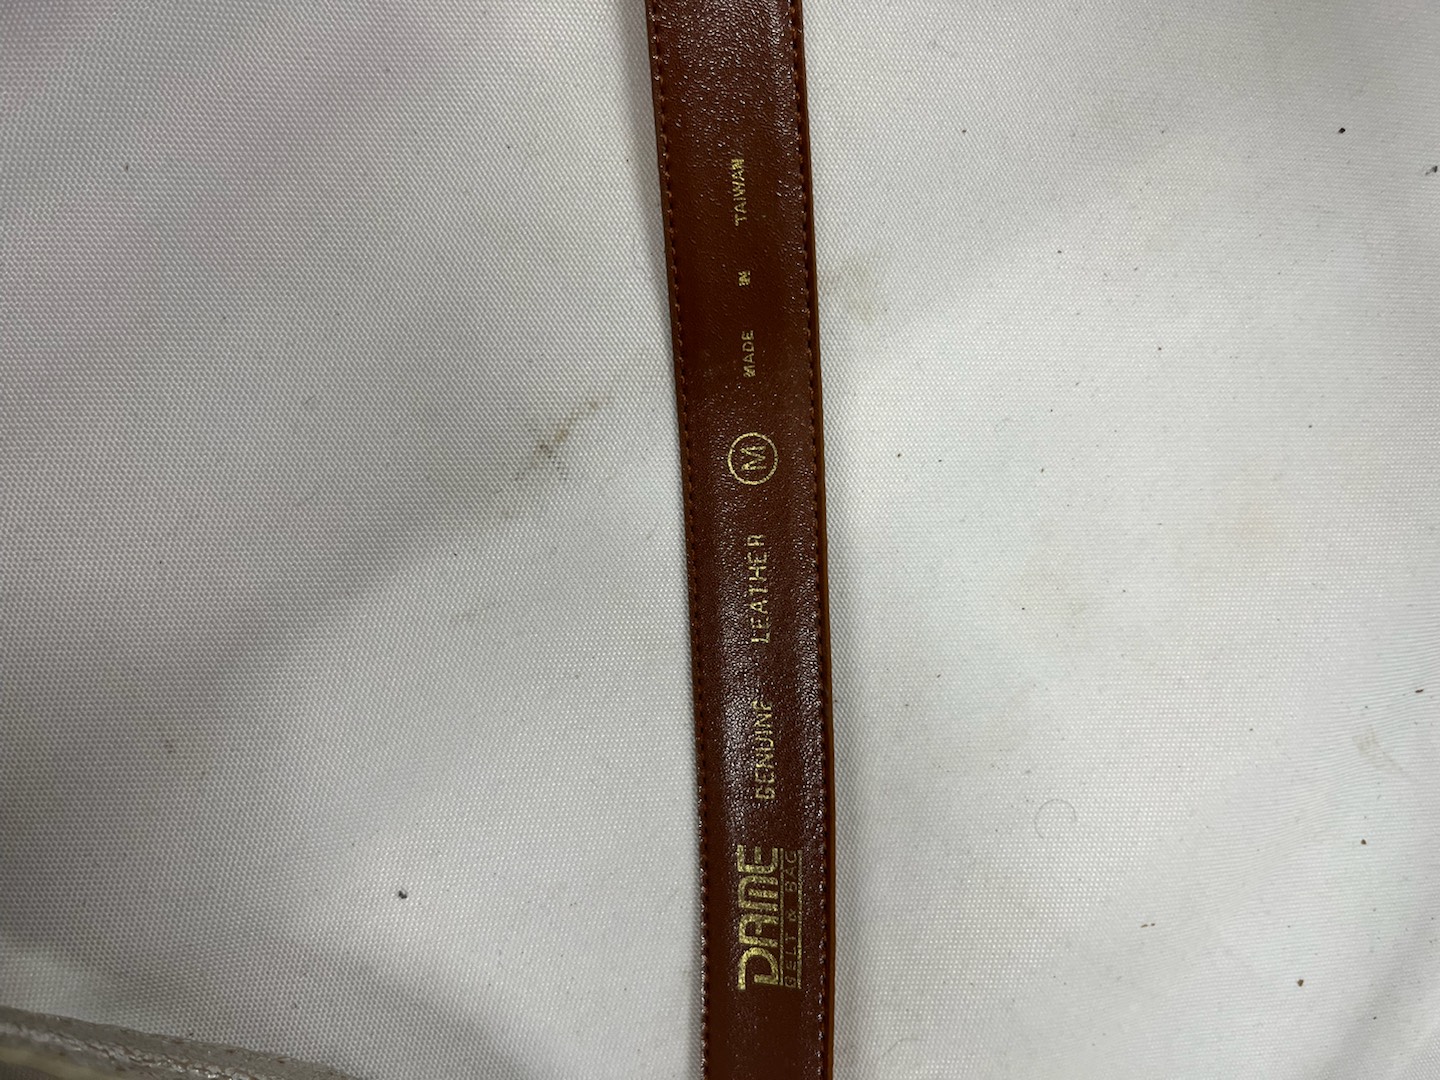 DAME
BELT & BAG
GENUINE LEATHER
M
MADE IN TAIWAN